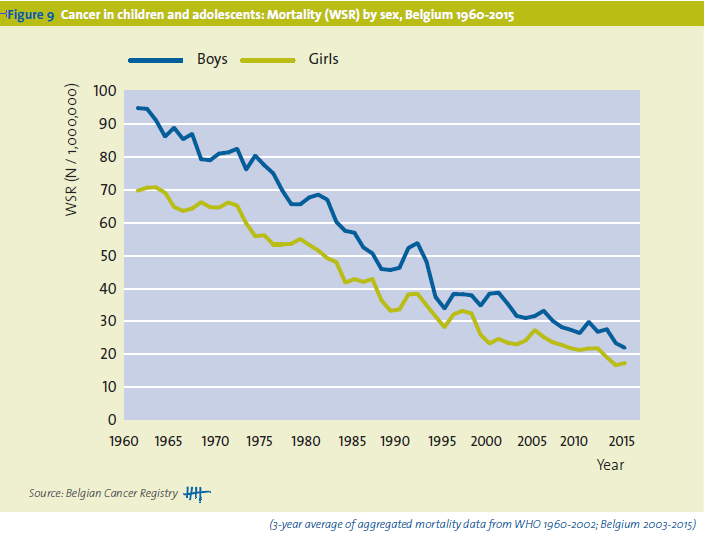 Figure 9 Cancer in children and adolescents: Mortality (WSR) by sex, Belgium 1960-2015
Boys Girls
WSR (N / 1,000,000)
100
90
80
70
60
50
40
30
20
10
0
1960 1965 1970 1975 1980 1985 1990 1995 2000 2005 2010 2015
Year
Source: Belgian Cancer Registry
(3-year average of aggregated mortality data from WHO 1960-2002; Belgium 2003-2015)